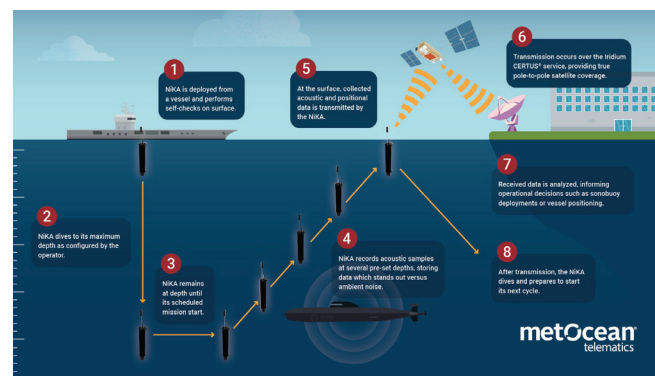 1
NiKA is deployed from
a vessel and performs
self-checks on surface.
5
At the surface, collected
acoustic and positional
data is transmitted by
the NiKA.
6
Transmission occurs over the Iridium
CERTUS® service, providing true
pole-to-pole satellite coverage.
2
NiKA dives to its maximum
depth as configured by the
operator.
3
NiKA remains
at depth until
its scheduled
mission start.
4
NiKA records acoustic samples
at several pre-set depths, storing
data which stands out versus
ambient noise.
7
Received data is analyzed, informing
operational decisions such as sonobuoy
deployments or vessel positioning.
8
After transmission, the NiKA
dives and prepares to start
its next cycle.
metOcean
telematics